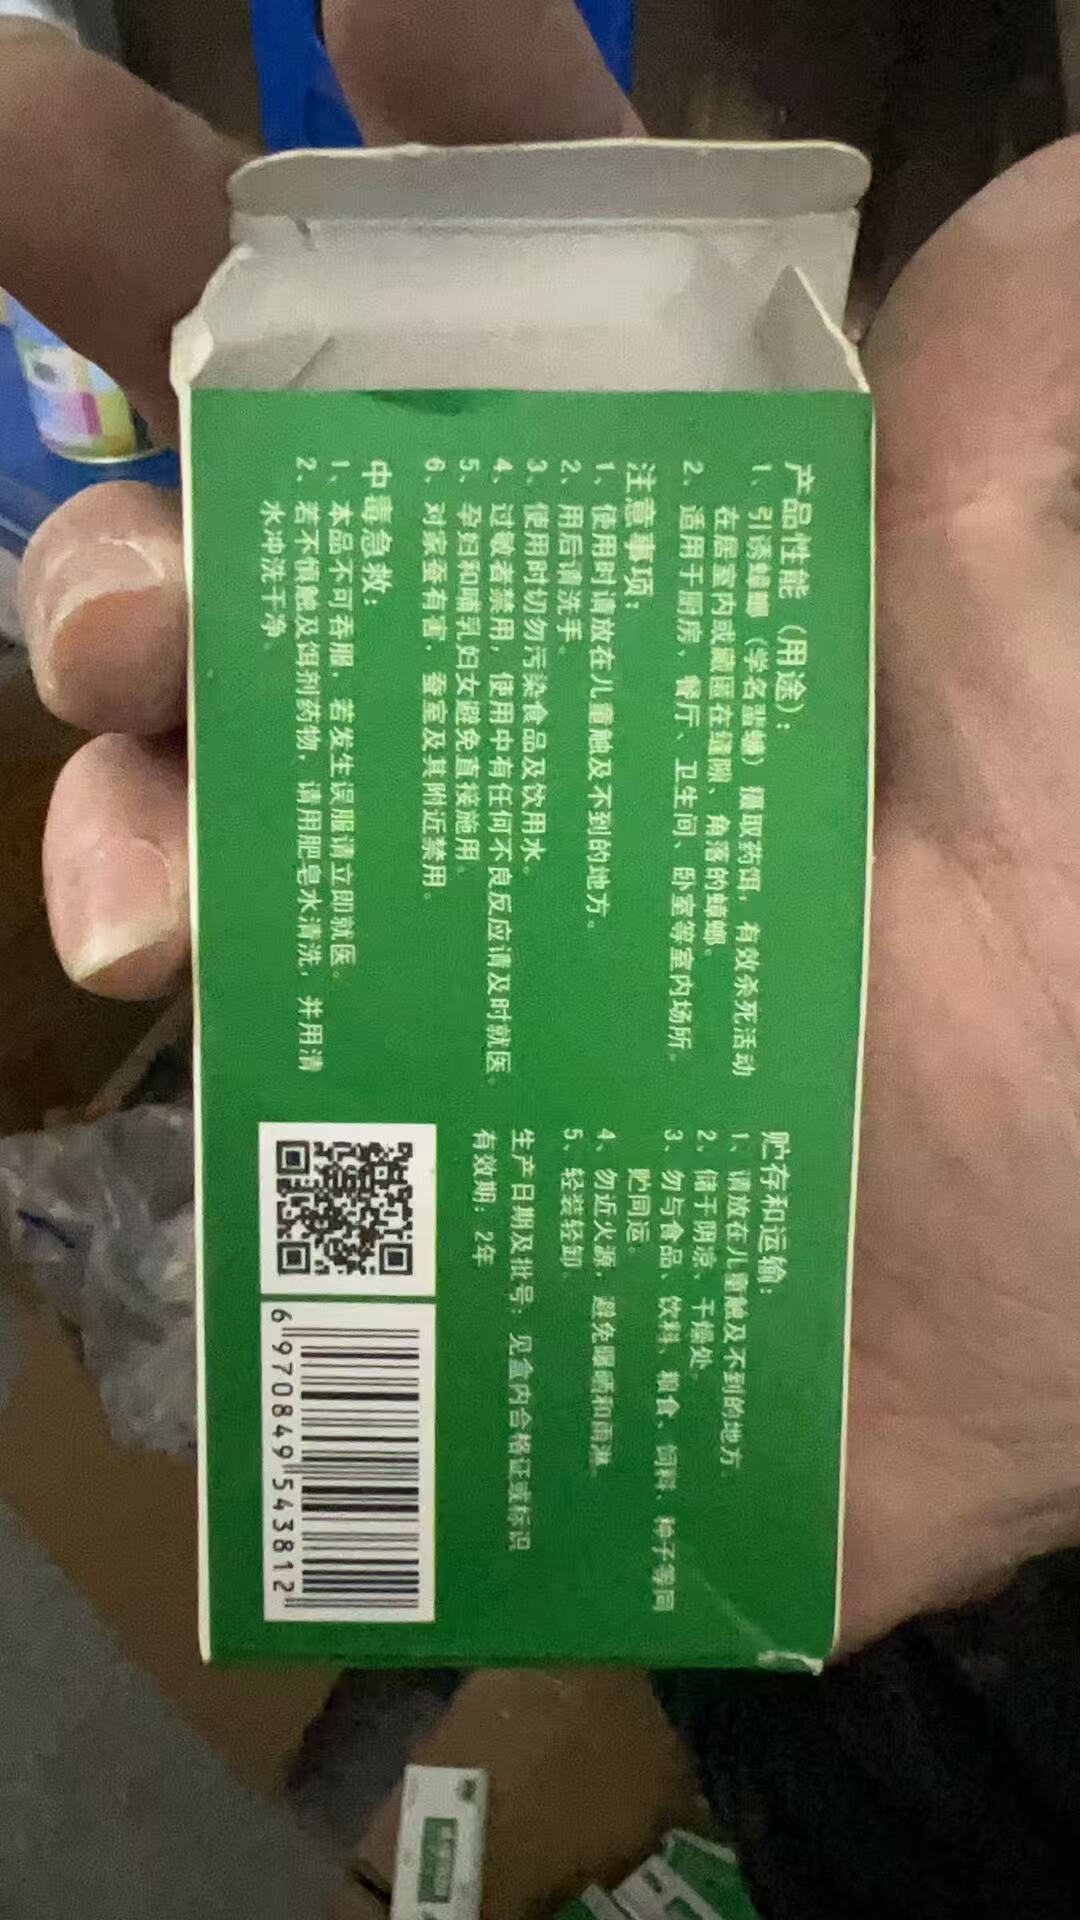 产品性能（用途）：
1、引诱蟑螂（学名蜚蠊）摄取药饵，有效杀死活动
在居室内或藏匿在缝隙、角落的蟑螂。
2、适用于厨房、餐厅、卫生间、卧室等室内场所。
注意事项：
1、使用时请放在儿童触及不到的地方。
2、用后请洗手。
3、使用时切勿污染食品及饮用水。
4、过敏者禁用，使用中有任何不良反应请及时就医。
5、孕妇和哺乳妇女避免直接施用。
6、对家蚕有害，蚕室及其附近禁用。
中毒急救：
1、本品不可吞服，若发生误服请立即就医。
2、若不慎触及饵剂药物，请用肥皂水清洗，并用清
水冲洗干净。
贮存和运输：
1、请放在儿童触及不到的地方。
2、储于阴凉、干燥处。
3、勿与食品、饮料、粮食、饲料、种子等同
贮同运。
4、勿近火源，避免曝晒和雨淋。
5、轻装轻卸。
生产日期及批号：见盒内合格证或标识
有效期：2年
6 970849 543812